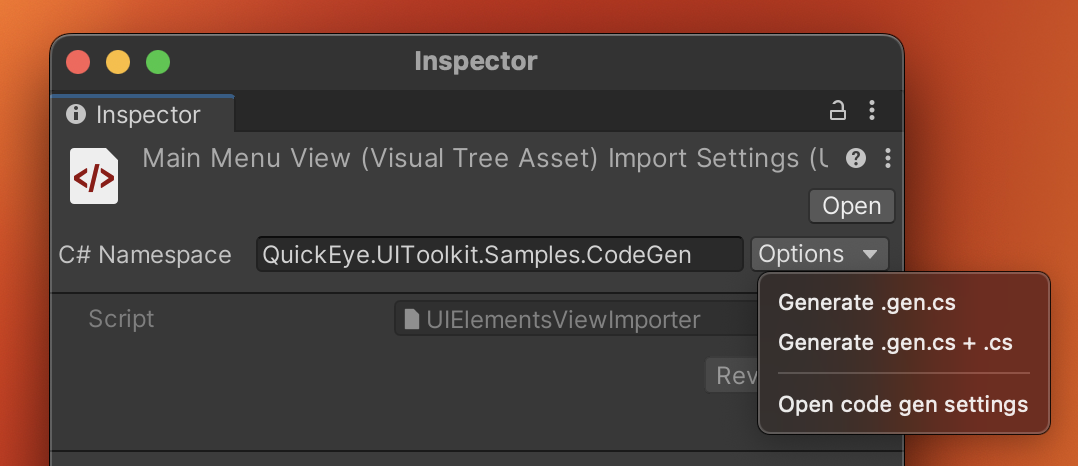 Inspector
Inspector
</>
Main Menu View (Visual Tree Asset) Import Settings (
?
Open
C# Namespace QuickEye.UIToolkit.Samples.CodeGen Options
Generate .gen.cs
Script UIElementsViewImporter
Generate .gen.cs + .cs
Rev
Open code gen settings